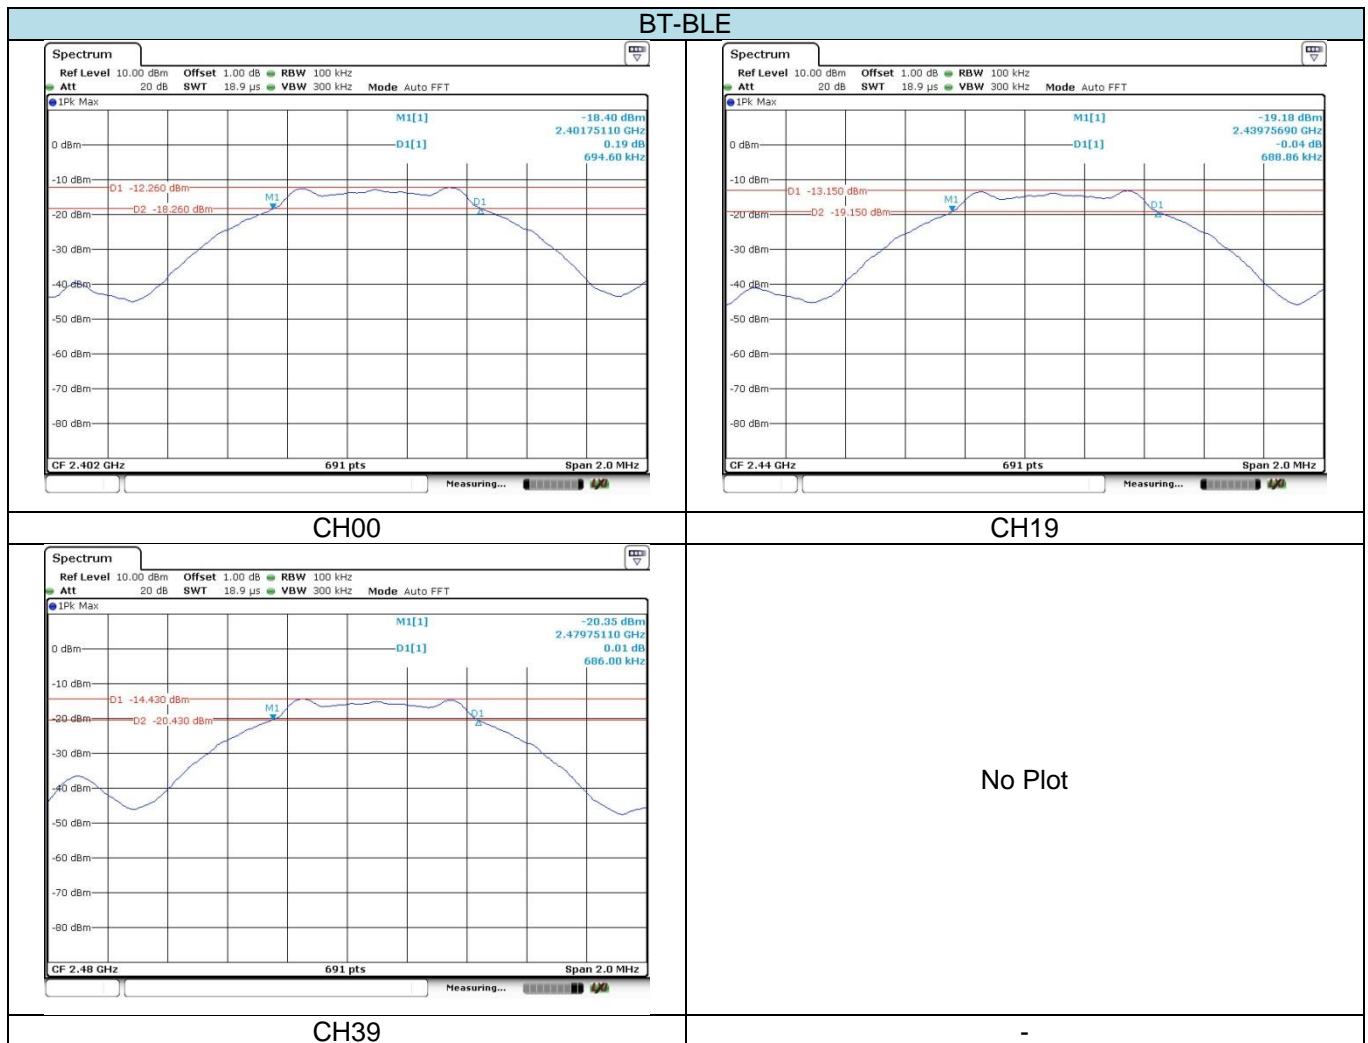 BT-BLE
Spectrum
Ref Level 10.00 dBm Offset 1.00 dB RBW 100 kHz
Att 20 dB SWT 18.9 µs VBW 300 kHz Mode Auto FFT
1Pk Max
M1[1] -18.40 dBm
2.40175110 GHz
0 dBm
D1[1] 0.19 dB
694.60 kHz
-10 dBm
D1 -12.260 dBm
M1
D1
D2 -18.260 dBm
-20 dBm
-30 dBm
-40 dBm
-50 dBm
-60 dBm
-70 dBm
-80 dBm
CF 2.402 GHz 691 pts Span 2.0 MHz
Measuring...
CH00
Spectrum
Ref Level 10.00 dBm Offset 1.00 dB RBW 100 kHz
Att 20 dB SWT 18.9 µs VBW 300 kHz Mode Auto FFT
1Pk Max
M1[1] -19.18 dBm
2.43975690 GHz
0 dBm
D1[1] -0.04 dB
688.86 kHz
-10 dBm
D1 -13.150 dBm
M1
D1
D2 -19.150 dBm
-20 dBm
-30 dBm
-40 dBm
-50 dBm
-60 dBm
-70 dBm
-80 dBm
CF 2.44 GHz 691 pts Span 2.0 MHz
Measuring...
CH19
Spectrum
Ref Level 10.00 dBm Offset 1.00 dB RBW 100 kHz
Att 20 dB SWT 18.9 µs VBW 300 kHz Mode Auto FFT
1Pk Max
M1[1] -20.35 dBm
2.47975110 GHz
0 dBm
D1[1] 0.01 dB
686.00 kHz
-10 dBm
D1 -14.430 dBm
M1
D1
-20 dBm
D2 -20.430 dBm
-30 dBm
-40 dBm
-50 dBm
-60 dBm
-70 dBm
-80 dBm
CF 2.48 GHz 691 pts Span 2.0 MHz
Measuring...
CH39
No Plot
-